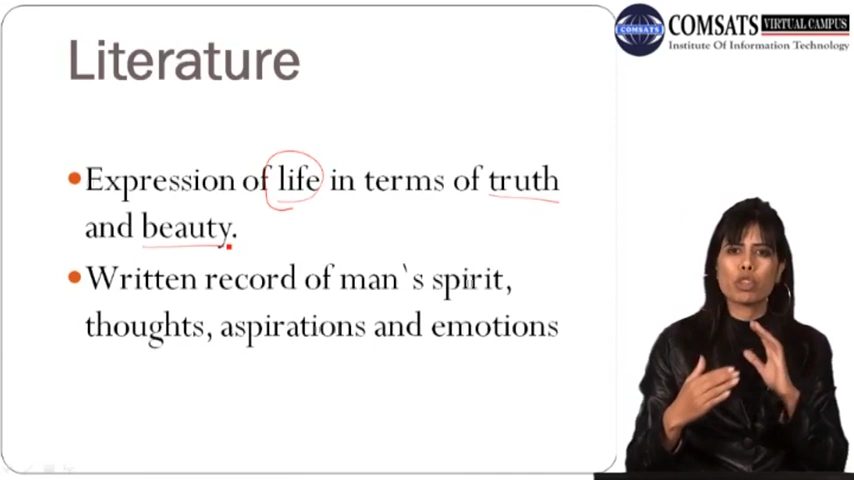 Literature
COMSATS VIRTUAL CAMPUS
COMSATS
Institute Of Information Technology
Expression of life in terms of truth
and beauty.
Written record of man`s spirit,
thoughts, aspirations and emotions